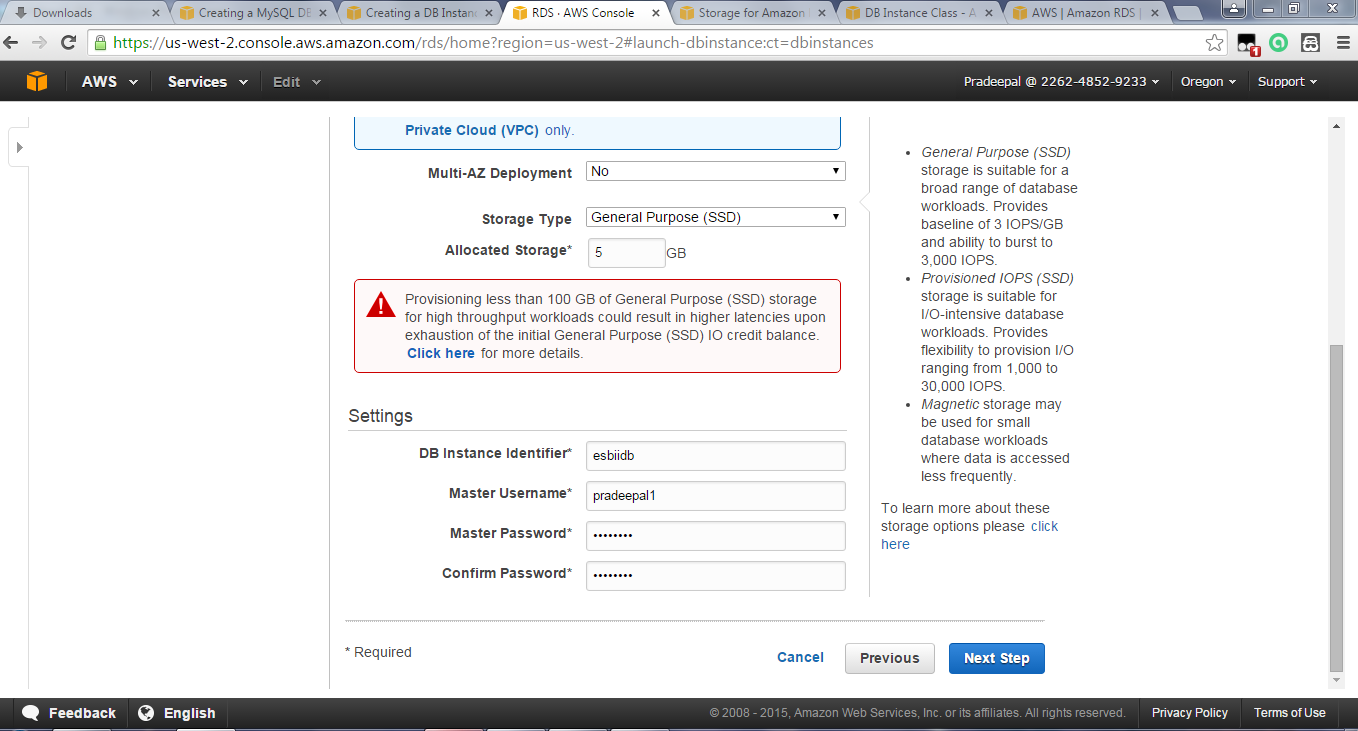 Downloads
Creating a MySQL DB
Creating a DB Instanc
RDS · AWS Console
Storage for Amazon
DB Instance Class - A
AWS | Amazon RDS |
https://us-west-2.console.aws.amazon.com/rds/home?region=us-west-2#launch-dbinstance:ct=dbinstances
1
AWS
Services
Edit
Pradeepal @ 2262-4852-9233
Oregon
Support
Private Cloud (VPC) only.
Multi-AZ Deployment
No
Storage Type
General Purpose (SSD)
Allocated Storage*
5
GB
Provisioning less than 100 GB of General Purpose (SSD) storage
for high throughput workloads could result in higher latencies upon
exhaustion of the initial General Purpose (SSD) IO credit balance.
Click here for more details.
Settings
DB Instance Identifier*
esbiidb
Master Username*
pradeepal1
Master Password*
••••••••
Confirm Password*
••••••••
• General Purpose (SSD)
storage is suitable for a
broad range of database
workloads. Provides
baseline of 3 IOPS/GB
and ability to burst to
3,000 IOPS.
• Provisioned IOPS (SSD)
storage is suitable for
I/O-intensive database
workloads. Provides
flexibility to provision I/O
ranging from 1,000 to
30,000 IOPS.
• Magnetic storage may
be used for small
database workloads
where data is accessed
less frequently.
To learn more about these
storage options please click
here
* Required
Cancel
Previous
Next Step
Feedback
English
© 2008 - 2015, Amazon Web Services, Inc. or its affiliates. All rights reserved.
Privacy Policy
Terms of Use